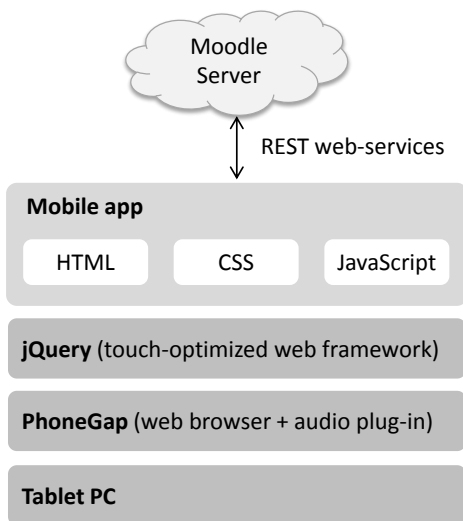 Moodle
Server
REST web-services
Mobile app
HTML CSS JavaScript
jQuery (touch-optimized web framework)
PhoneGap (web browser + audio plug-in)
Tablet PC